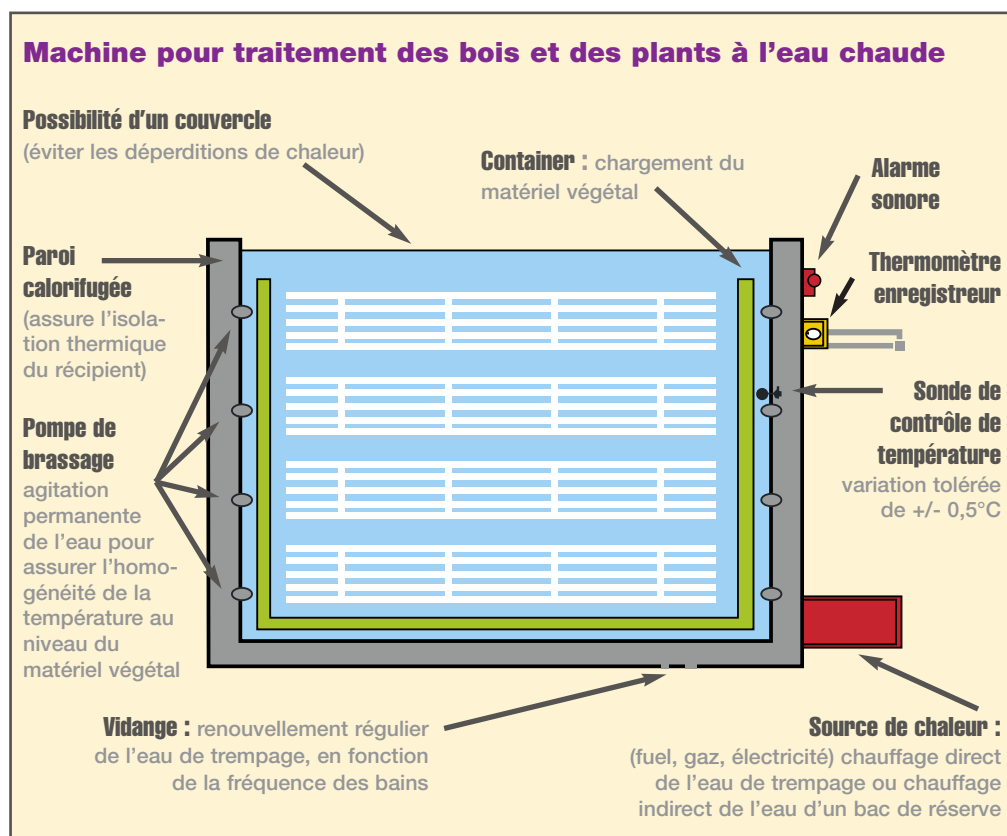 Machine pour traitement des bois et des plants à l'eau chaude
Possibilité d'un couvercle
(éviter les déperditions de chaleur)
Container : chargement du
matériel végétal
Alarme
sonore
Paroi
calorifugée
(assure l'isola-
tion thermique
du récipient)
Thermomètre
enregistreur
Pompe de
brassage
agitation
permanente
de l'eau pour
assurer l'homo-
généité de la
température au
niveau du
matériel végétal
Sonde de
contrôle de
température
variation tolérée
de +/- 0,5°C
Vidange : renouvellement régulier
de l'eau de trempage, en fonction
de la fréquence des bains
Source de chaleur :
(fuel, gaz, électricité) chauffage direct
de l'eau de trempage ou chauffage
indirect de l'eau d'un bac de réserve